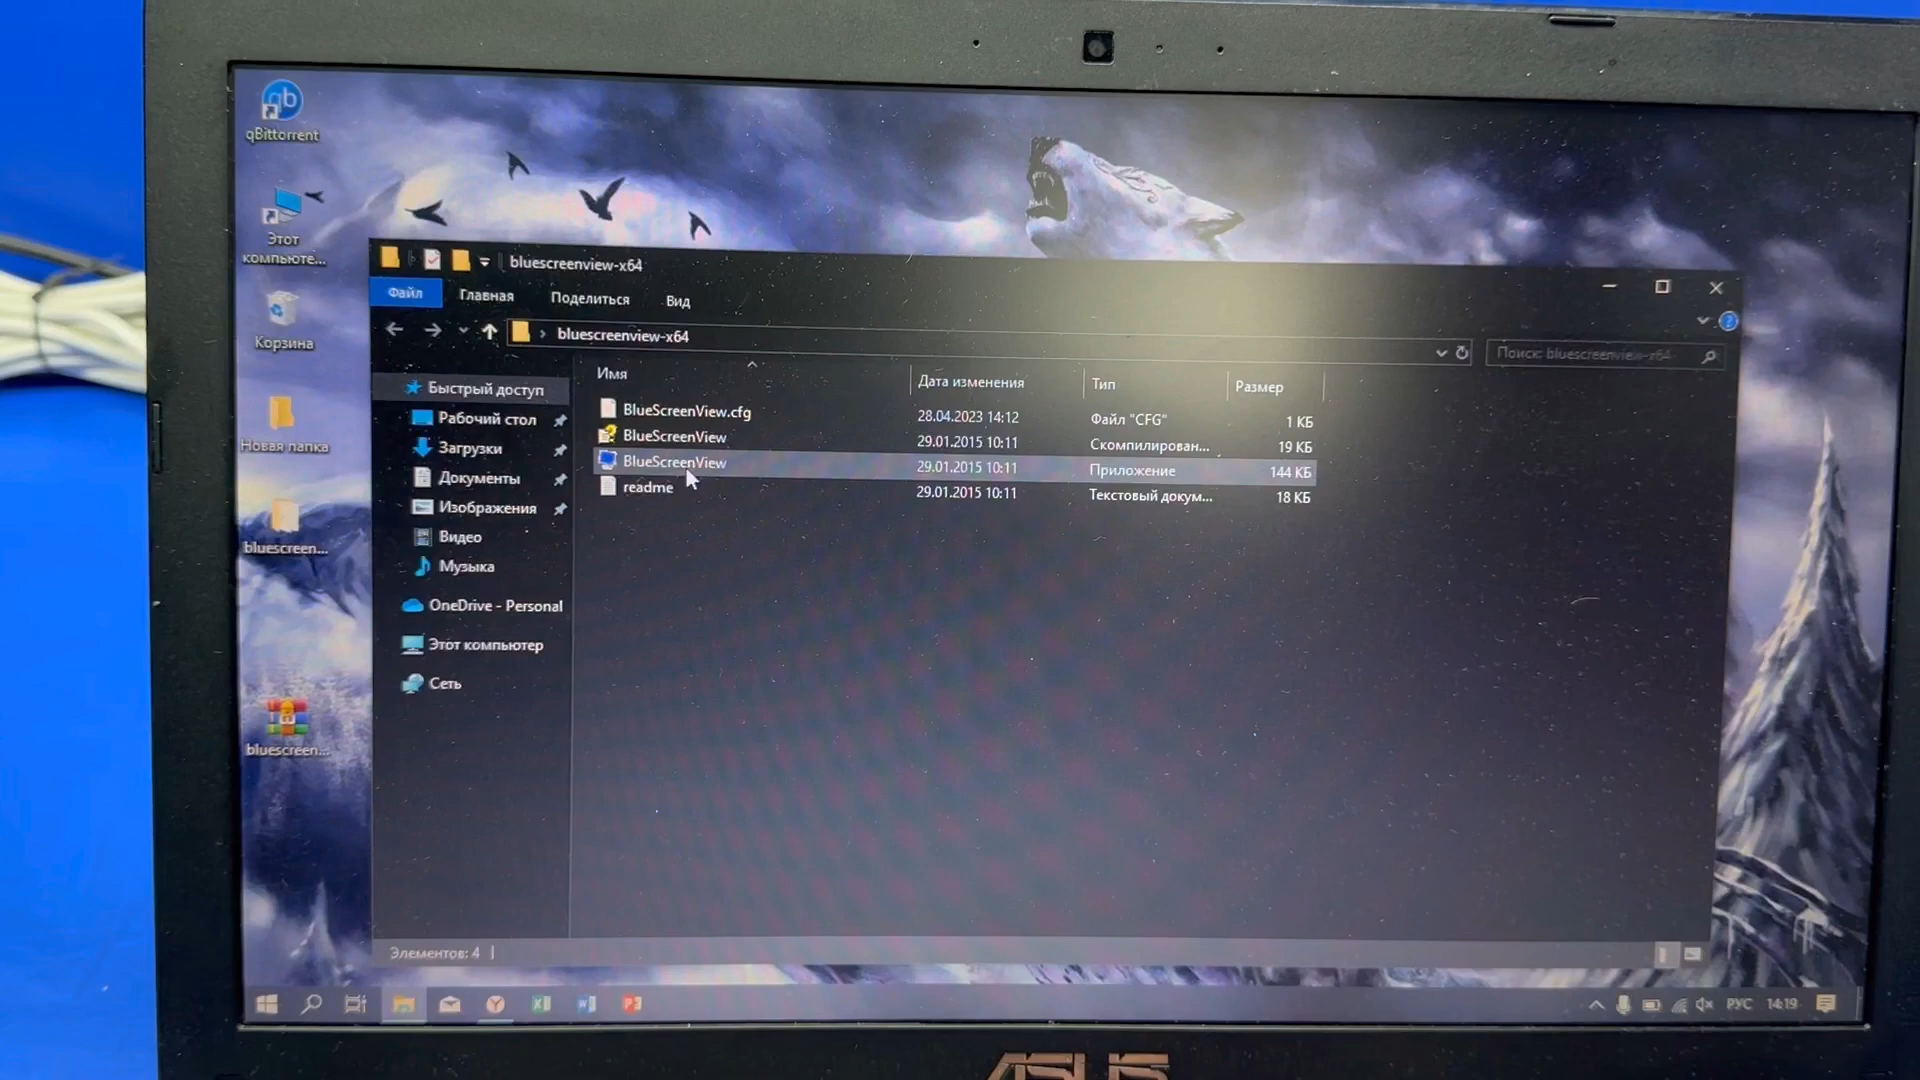 qBittorrent
Этот
компьюте...
Корзина
Новая папка
bluescreen...
bluescreen...
bluescreenview-x64
Файл Главная Поделиться Вид
bluescreenview-x64
Поиск: bluescreenview-x64
Быстрый доступ
Рабочий стол
Загрузки
Документы
Изображения
Видео
Музыка
OneDrive - Personal
Этот компьютер
Сеть
Имя Дата изменения Тип Размер
BlueScreenView.cfg 28.04.2023 14:12 Файл "CFG" 1 КБ
BlueScreenView 29.01.2015 10:11 Скомпилирован... 19 КБ
BlueScreenView 29.01.2015 10:11 Приложение 144 КБ
readme 29.01.2015 10:11 Текстовый докум... 18 КБ
Элементов: 4
РУС 14:19
ASUS